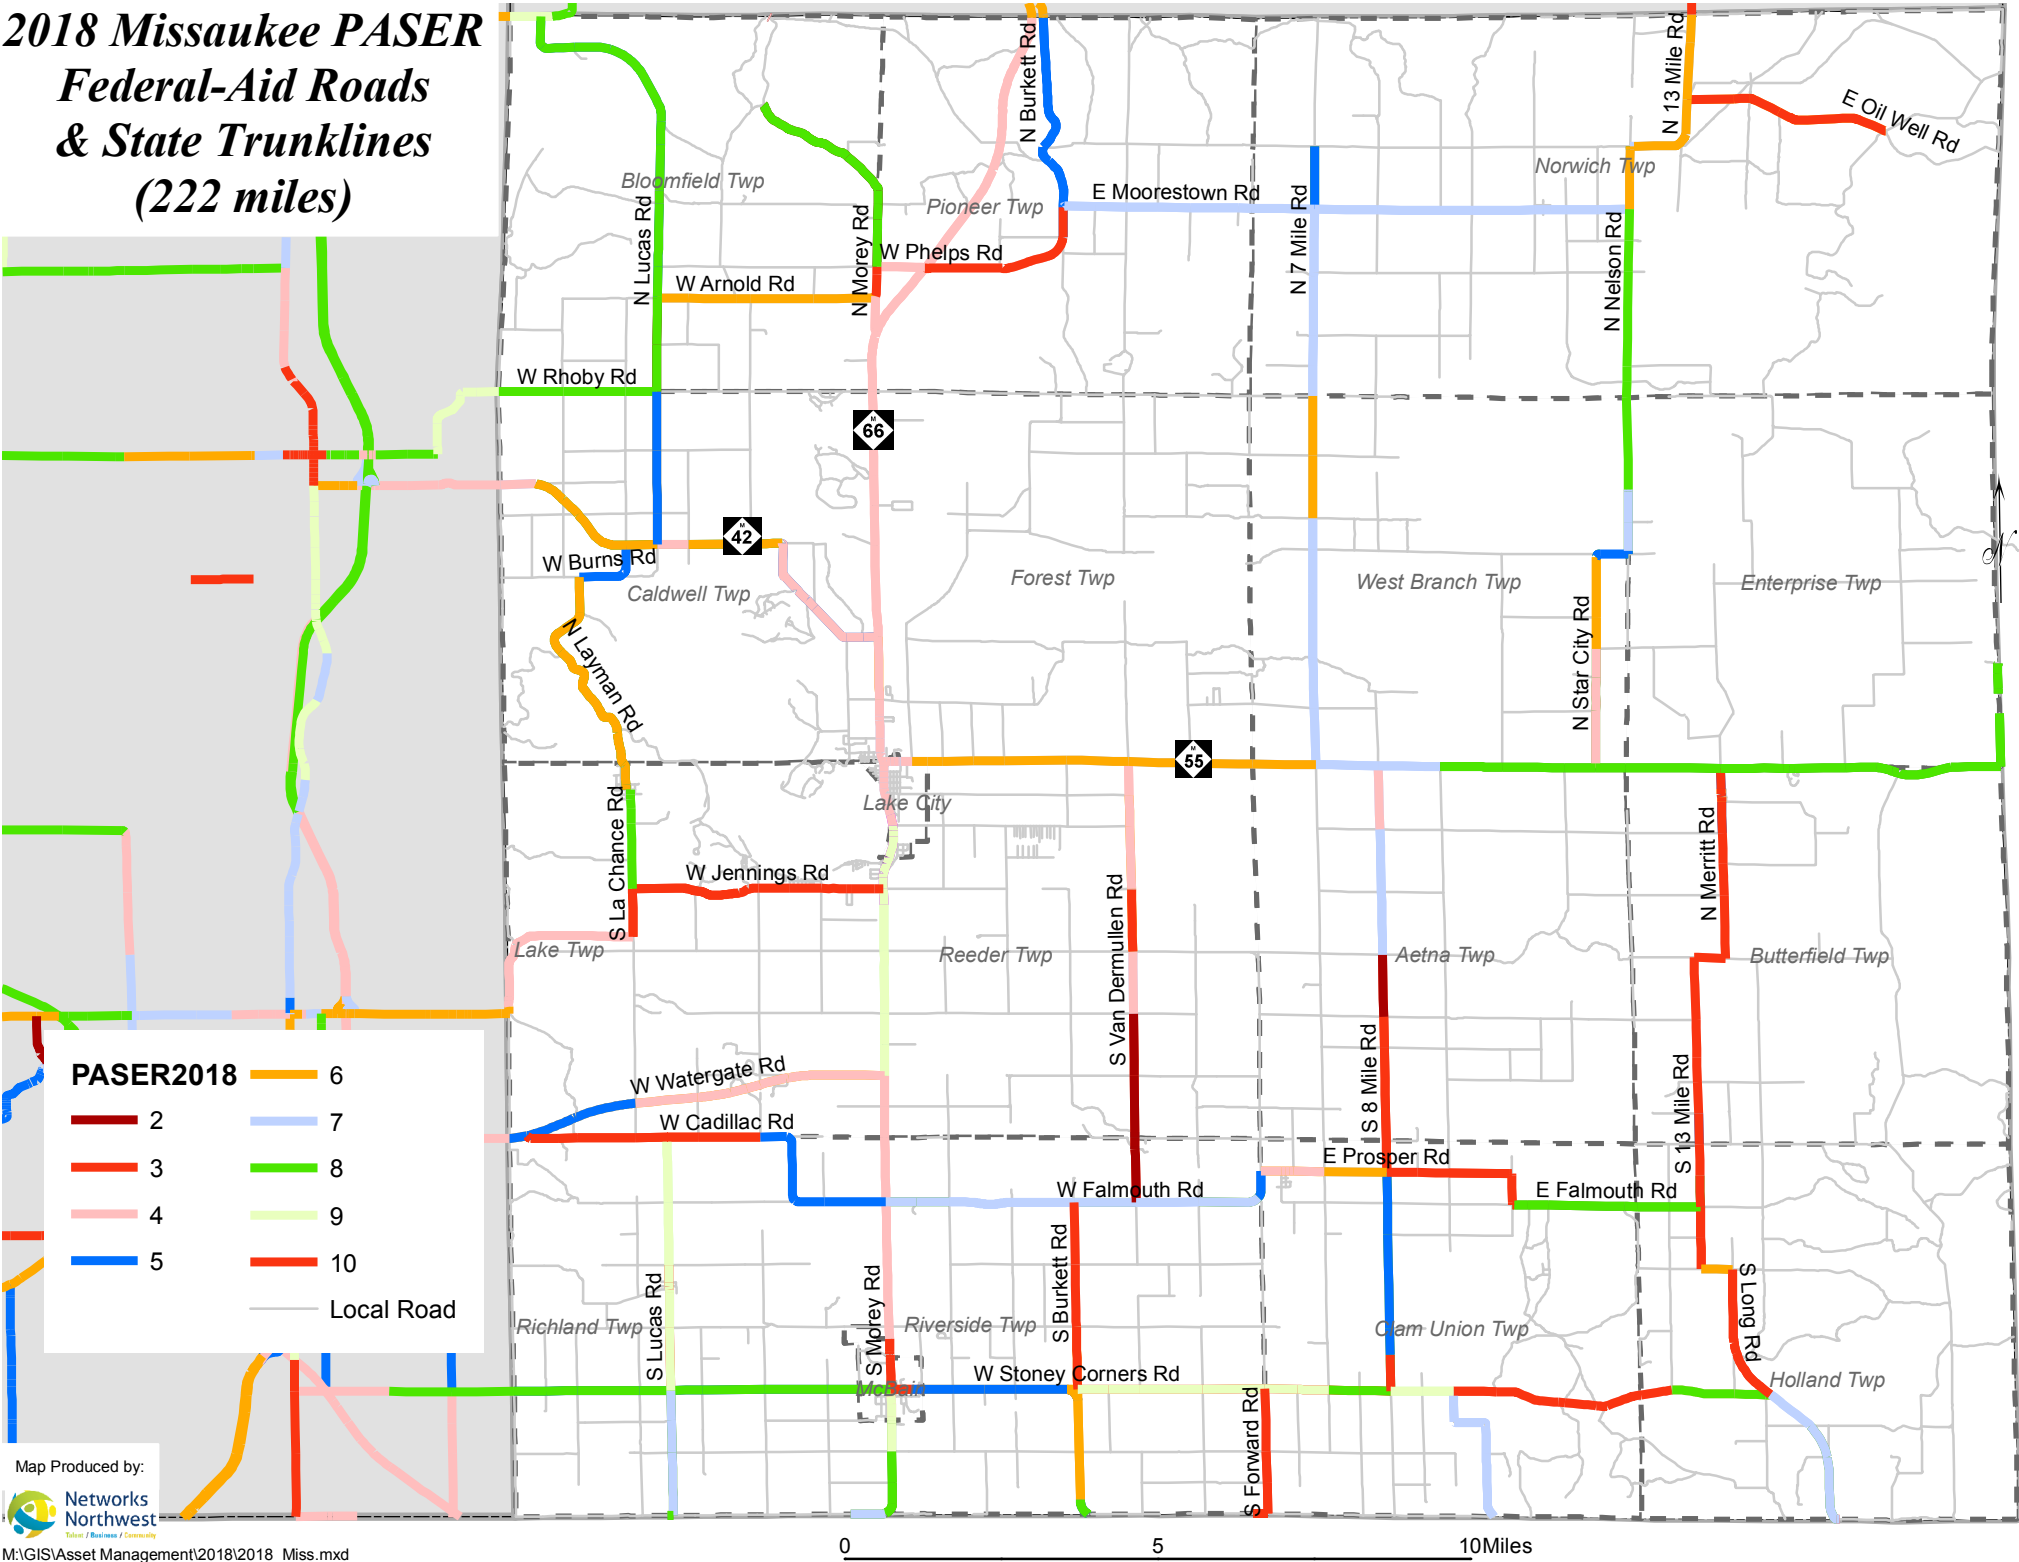 2018 Missaukee PASER
Federal-Aid Roads
& State Trunklines
(222 miles)
N Burkett Rd
N 13 Mile Rd
E Oil Well Rd
Bloomfield Twp
Pioneer Twp
Norwich Twp
E Moorestown Rd
N Lucas Rd
N Morey Rd
N 7 Mile Rd
N Nelson Rd
W Phelps Rd
W Arnold Rd
W Rhoby Rd
M
66
M
42
W Burns Rd
Caldwell Twp
Forest Twp
West Branch Twp
Enterprise Twp
N
N Layman Rd
N Star City Rd
M
55
Lake City
S La Chance Rd
W Jennings Rd
N Merritt Rd
S Van Dermullen Rd
Lake Twp
Reeder Twp
Aetna Twp
Butterfield Twp
W Watergate Rd
S 8 Mile Rd
S 13 Mile Rd
W Cadillac Rd
E Prosper Rd
W Falmouth Rd
E Falmouth Rd
S Lucas Rd
S Morey Rd
S Burkett Rd
S Long Rd
Richland Twp
Riverside Twp
Clam Union Twp
W Stoney Corners Rd
McBain
Holland Twp
S Forward Rd
PASER2018
2
3
4
5
6
7
8
9
10
Local Road
Map Produced by:
Networks
Northwest
Talent / Business / Community
0 5 10 Miles
M:\GIS\Asset Management\2018\2018_Miss.mxd